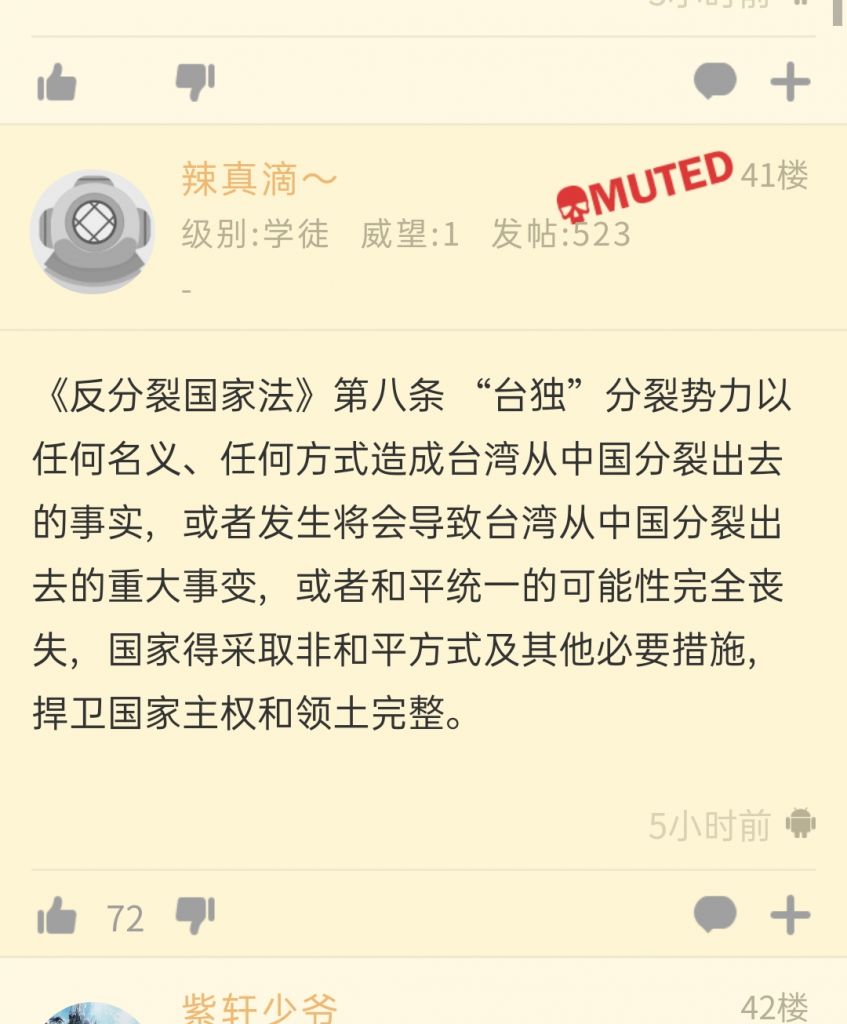 辣真滴～
MUTED
41楼
级别:学徒 威望:1 发帖:523
-
《反分裂国家法》第八条 “台独”分裂势力以
任何名义、任何方式造成台湾从中国分裂出去
的事实，或者发生将会导致台湾从中国分裂出
去的重大事变，或者和平统一的可能性完全丧
失，国家得采取非和平方式及其他必要措施，
捍卫国家主权和领土完整。
5小时前
72
紫轩少爷
42楼